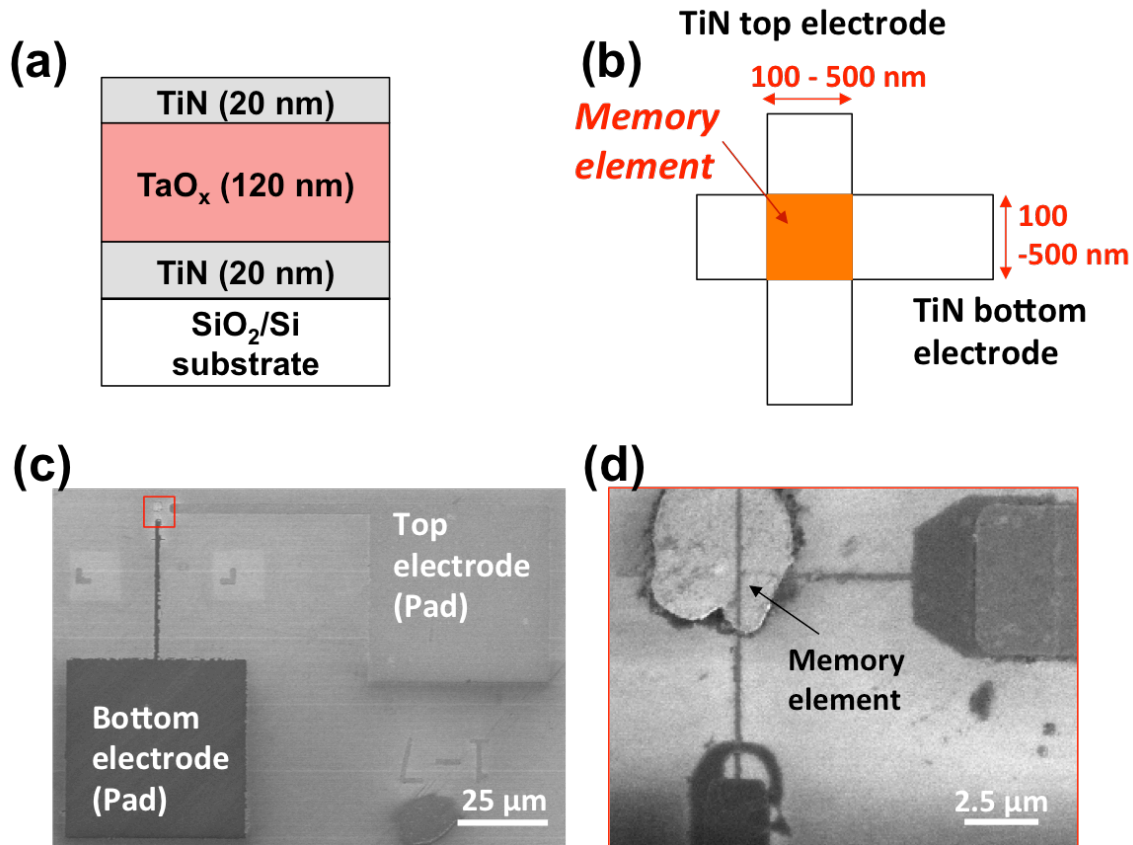 (a)
TiN (20 nm)
TaOx (120 nm)
TiN (20 nm)
SiO2/Si
substrate
(b)
TiN top electrode
100 - 500 nm
Memory
element
100
-500 nm
TiN bottom
electrode
(c)
Top
electrode
(Pad)
Bottom
electrode
(Pad)
25 μm
(d)
Memory
element
2.5 μm